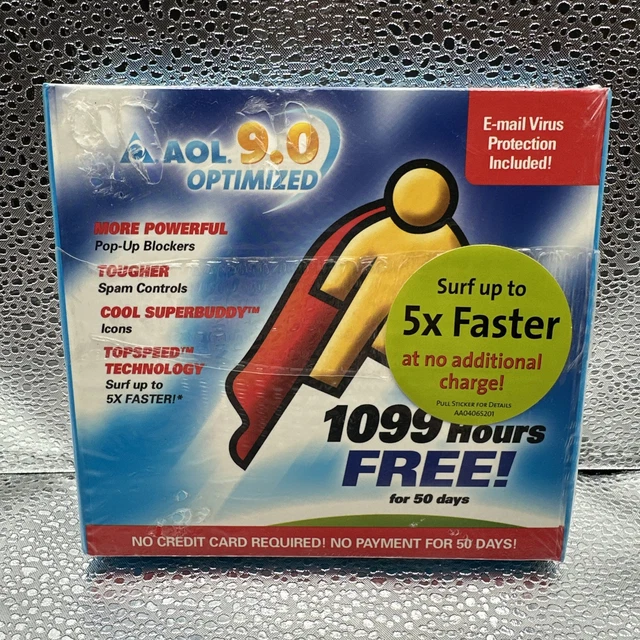 AOL. 9.0
OPTIMIZED
E-mail Virus
Protection
Included!
MORE POWERFUL
Pop-Up Blockers
TOUGHER
Spam Controls
COOL SUPERBUDDY™
Icons
TOPSPEED™
TECHNOLOGY
Surf up to
5X FASTER!*
Surf up to
5x Faster
at no additional
charge!
PULL STICKER FOR DETAILS
AA04065201
1099 Hours
FREE!
for 50 days
NO CREDIT CARD REQUIRED! NO PAYMENT FOR 50 DAYS!